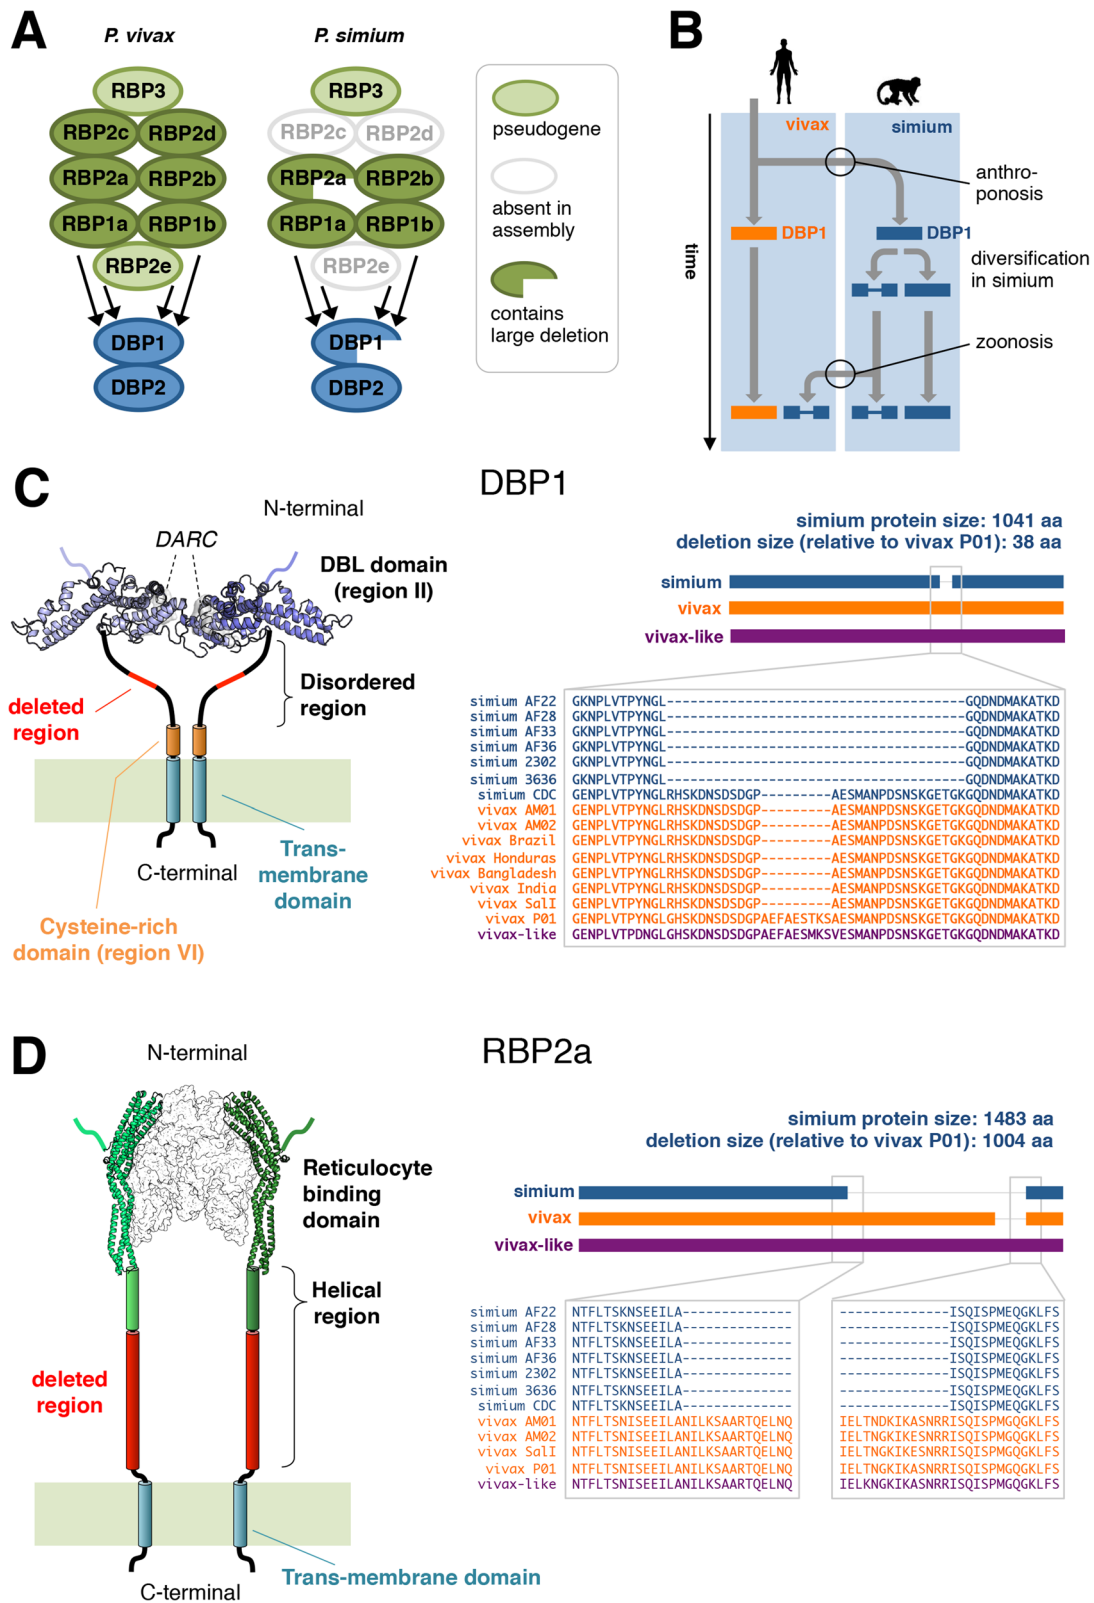 A
P. vivax
P. simium
RBP3
RBP2c
RBP2d
RBP2a
RBP2b
RBP1a
RBP1b
RBP2e
DBP1
DBP2
RBP3
RBP2c
RBP2d
RBP2a
RBP2b
RBP1a
RBP1b
RBP2e
DBP1
DBP2
pseudogene
absent in
assembly
contains
large deletion
B
vivax
simium
time
anthro-
ponosis
DBP1
DBP1
diversification
in simium
zoonosis
C
N-terminal
DARC
DBL domain
(region II)
Disordered
region
deleted
region
C-terminal
Trans-
membrane
domain
Cysteine-rich
domain (region VI)
DBP1
simium protein size: 1041 aa
deletion size (relative to vivax P01): 38 aa
simium
vivax
vivax-like
simium AF22 GKNPLVTPYNGL--------------------------------------GQDNDMAKATKD
simium AF28 GKNPLVTPYNGL--------------------------------------GQDNDMAKATKD
simium AF33 GKNPLVTPYNGL--------------------------------------GQDNDMAKATKD
simium AF36 GKNPLVTPYNGL--------------------------------------GQDNDMAKATKD
simium 2302 GKNPLVTPYNGL--------------------------------------GQDNDMAKATKD
simium 3636 GKNPLVTPYNGL--------------------------------------GQDNDMAKATKD
simium CDC GENPLVTPYNGLRHSKDNSDSDGP---------AESMANPDSNSKGETGKGQDNDMAKATKD
vivax AM01 GENPLVTPYNGLRHSKDNSDSDGP---------AESMANPDSNSKGETGKGQDNDMAKATKD
vivax AM02 GENPLVTPYNGLRHSKDNSDSDGP---------AESMANPDSNSKGETGKGQDNDMAKATKD
vivax Brazil GENPLVTPYNGLRHSKDNSDSDGP---------AESMANPDSNSKGETGKGQDNDMAKATKD
vivax Honduras GENPLVTPYNGLRHSKDNSDSDGP---------AESMANPDSNSKGETGKGQDNDMAKATKD
vivax Bangladesh GENPLVTPYNGLRHSKDNSDSDGP---------AESMANPDSNSKGETGKGQDNDMAKATKD
vivax India GENPLVTPYNGLRHSKDNSDSDGP---------AESMANPDSNSKGETGKGQDNDMAKATKD
vivax SalI GENPLVTPYNGLRHSKDNSDSDGP---------AESMANPDSNSKGETGKGQDNDMAKATKD
vivax P01 GENPLVTPYNGLGHSKDNSDSDGPAEFAESTKSAESMANPDSNSKGETGKGQDNDMAKATKD
vivax-like GENPLVTPDNGLGHSKDNSDSDGPAEFAESMKSVESMANPDSNSKGETGKGQDNDMAKATKD
D
N-terminal
Reticulocyte
binding
domain
Helical
region
deleted
region
C-terminal
Trans-membrane domain
RBP2a
simium protein size: 1483 aa
deletion size (relative to vivax P01): 1004 aa
simium
vivax
vivax-like
simium AF22 NTFLTSKNSEEILA-------------- --------------ISQISPMEQGKLFS
simium AF28 NTFLTSKNSEEILA-------------- --------------ISQISPMEQGKLFS
simium AF33 NTFLTSKNSEEILA-------------- --------------ISQISPMEQGKLFS
simium AF36 NTFLTSKNSEEILA-------------- --------------ISQISPMEQGKLFS
simium 2302 NTFLTSKNSEEILA-------------- --------------ISQISPMEQGKLFS
simium 3636 NTFLTSKNSEEILA-------------- --------------ISQISPMEQGKLFS
simium CDC NTFLTSKNSEEILA-------------- --------------ISQISPMEQGKLFS
vivax AM01 NTFLTSNISEEILANILKSAARTQELNQ IELTNDKIKASNRRISQISPMGQGKLFS
vivax AM02 NTFLTSNISEEILANILKSAARTQELNQ IELTNGKIKESNRRISQISPMGQGKLFS
vivax SalI NTFLTSNISEEILANILKSAARTQELNQ IELTNGKIKESNRRISQISPMGQGKLFS
vivax P01 NTFLTSNISEEILANILKSAARTQELNQ IELTNGKIKASNRRISQISPMGQGKLFS
vivax-like NTFLTSNISEEILANILKSAARTQELNQ IELKNGKIKASNRRISQISPMGQGKLFS